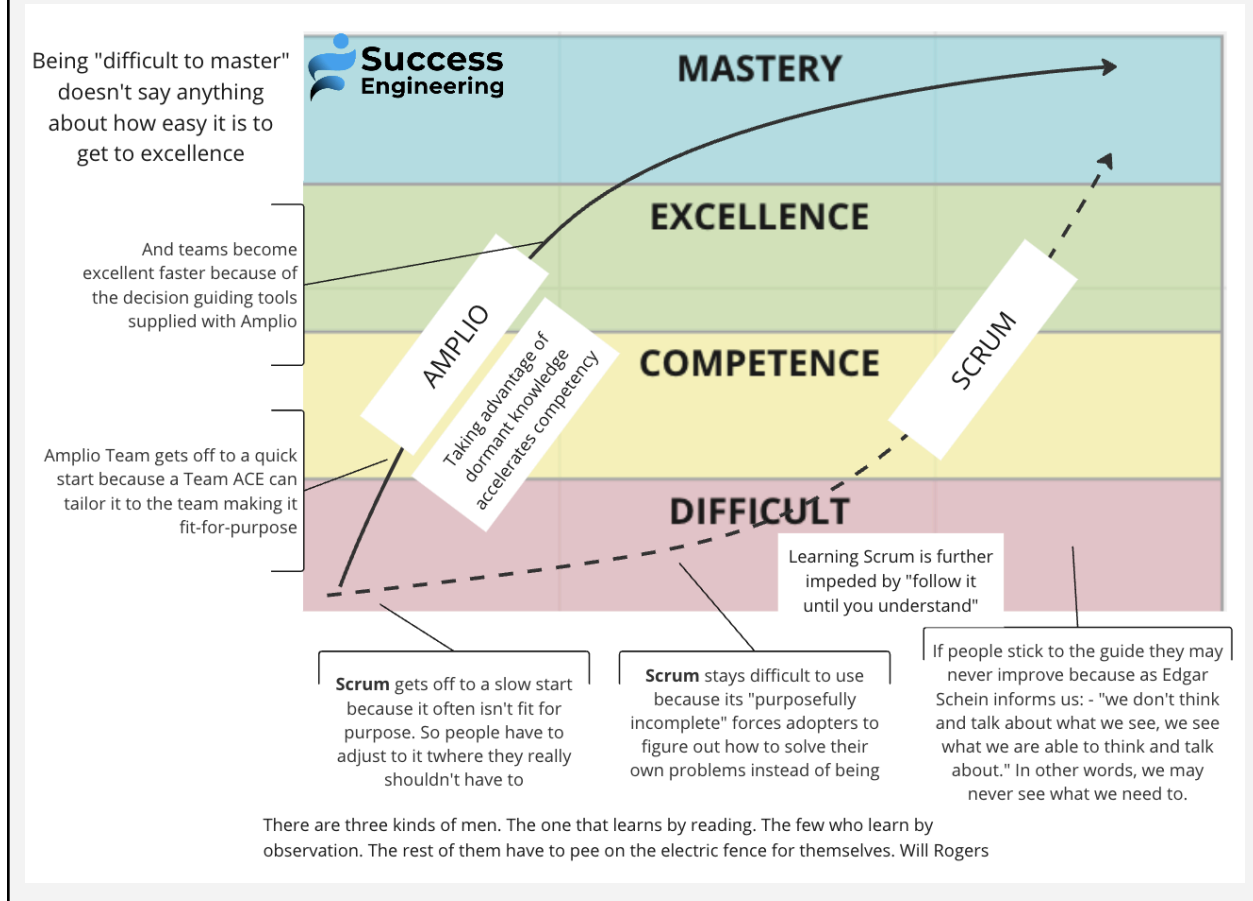 Being "difficult to master"
doesn't say anything
about how easy it is to
get to excellence
Success
Engineering
MASTERY
EXCELLENCE
COMPETENCE
DIFFICULT
And teams become
excellent faster because of
the decision guiding tools
supplied with Amplio
Amplio Team gets off to a quick
start because a Team ACE can
tailor it to the team making it
fit-for-purpose
AMPLIO
Taking advantage of
dormant knowledge
accelerates competency
SCRUM
Learning Scrum is further
impeded by "follow it
until you understand"
Scrum gets off to a slow start
because it often isn't fit for
purpose. So people have to
adjust to it twhere they really
shouldn't have to
Scrum stays difficult to use
because its "purposefully
incomplete" forces adopters to
figure out how to solve their
own problems instead of being
If people stick to the guide they may
never improve because as Edgar
Schein informs us: - "we don't think
and talk about what we see, we see
what we are able to think and talk
about." In other words, we may
never see what we need to.
There are three kinds of men. The one that learns by reading. The few who learn by
observation. The rest of them have to pee on the electric fence for themselves. Will Rogers